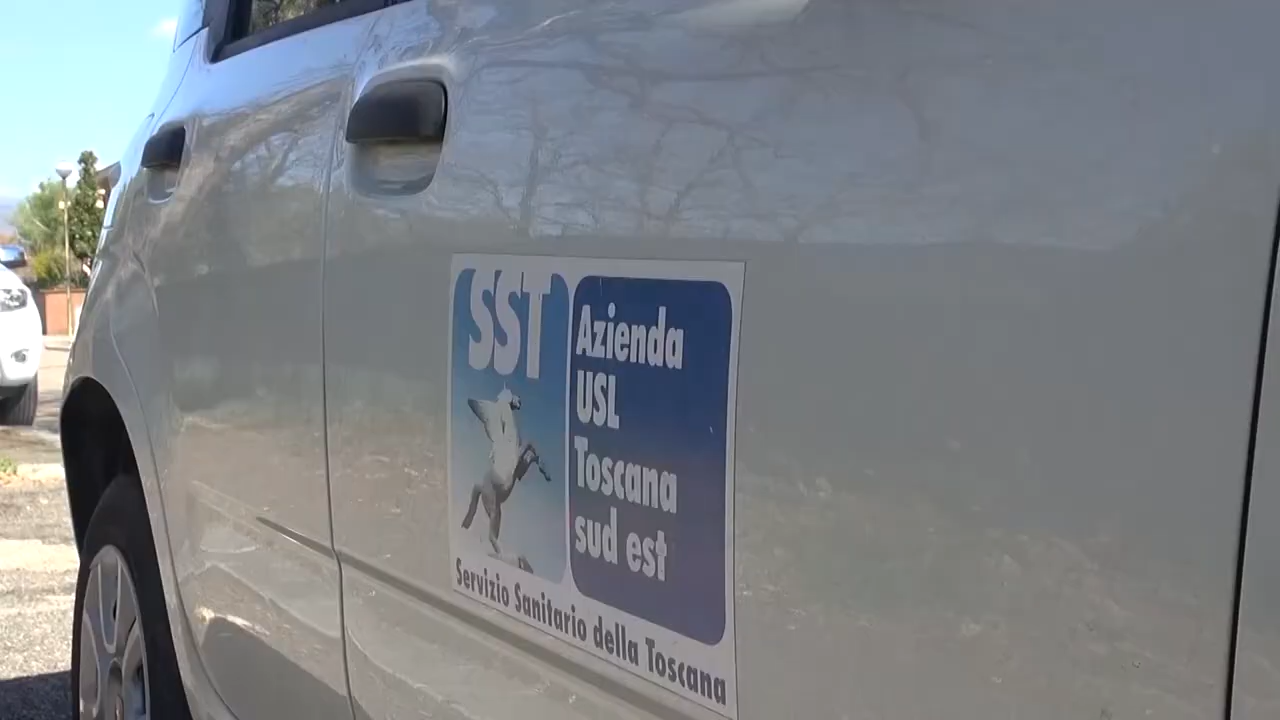 SST
Azienda
USL
Toscana
sud est
Servizio Sanitario della Toscana